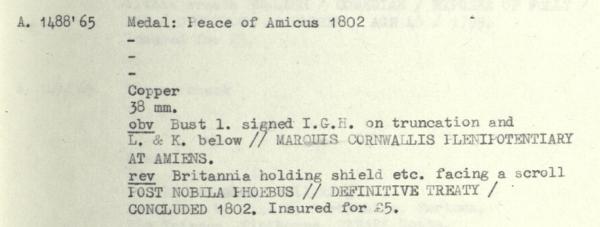 A. 1488'65 Medal: Peace of Amicus 1802
-
-
-
Copper
38 mm.
obv Bust l. signed I.G.H. on truncation and
L. & K. below // MARQUIS CORNWALLIS PLENIPOTENTIARY
AT AMIENS.
rev Britannia holding shield etc. facing a scroll
POST NOBILA PHOEBUS // DEFINITIVE TREATY /
CONCLUDED 1802. Insured for £5.